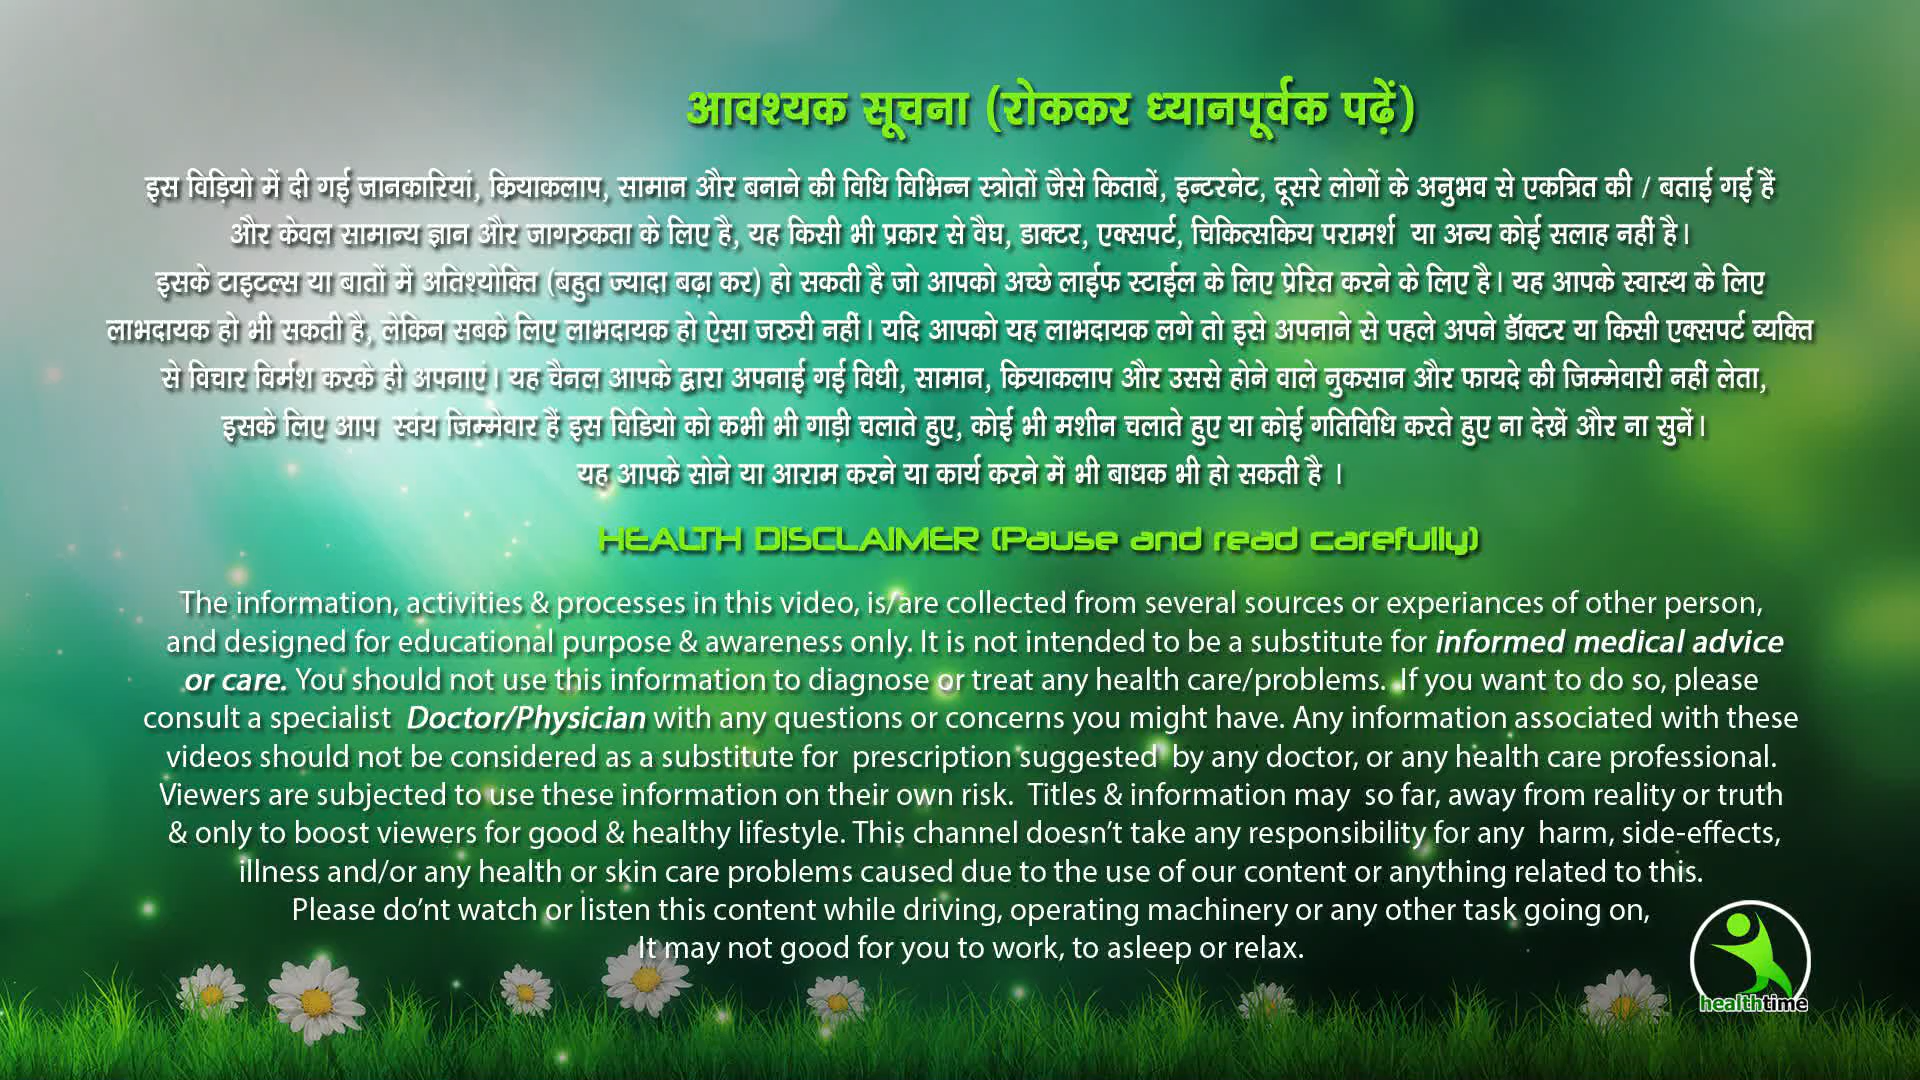 आवश्यक सूचना (रोककर ध्यानपूर्वक पढ़ें)
इस विड़ियो में दी गई जानकारियां, क्रियाकलाप, सामान और बनाने की विधि विभिन्न स्त्रोतों जैसे किताबें, इन्टरनेट, दूसरे लोगों के अनुभव से एकत्रित की / बताई गई हैं
और केवल सामान्य ज्ञान और जागरुकता के लिए है, यह किसी भी प्रकार से वैघ, डाक्टर, एक्सपर्ट, चिकित्सकिय परामर्श या अन्य कोई सलाह नहीं है।
इसके टाइटल्स या बातों में अतिश्योक्ति (बहुत ज्यादा बढ़ा कर) हो सकती है जो आपको अच्छे लाईफ स्टाईल के लिए प्रेरित करने के लिए है। यह आपके स्वास्थ के लिए
लाभदायक हो भी सकती है, लेकिन सबके लिए लाभदायक हो ऐसा जरुरी नहीं। यदि आपको यह लाभदायक लगे तो इसे अपनाने से पहले अपने डॉक्टर या किसी एक्सपर्ट व्यक्ति
से विचार विर्मश करके ही अपनाएं। यह चैनल आपके द्वारा अपनाई गई विधी, सामान, क्रियाकलाप और उससे होने वाले नुकसान और फायदे की जिम्मेवारी नहीं लेता,
इसके लिए आप स्वंय जिम्मेवार हैं इस विडियो को कभी भी गाड़ी चलाते हुए, कोई भी मशीन चलाते हुए या कोई गतिविधि करते हुए ना देखें और ना सुनें।
यह आपके सोने या आराम करने या कार्य करने में भी बाधक भी हो सकती है ।
HEALTH DISCLAIMER (Pause and read carefully)
The information, activities & processes in this video, is/are collected from several sources or experiances of other person,
and designed for educational purpose & awareness only. It is not intended to be a substitute for informed medical advice
or care. You should not use this information to diagnose or treat any health care/problems. If you want to do so, please
consult a specialist Doctor/Physician with any questions or concerns you might have. Any information associated with these
videos should not be considered as a substitute for prescription suggested by any doctor, or any health care professional.
Viewers are subjected to use these information on their own risk. Titles & information may so far, away from reality or truth
& only to boost viewers for good & healthy lifestyle. This channel doesn't take any responsibility for any harm, side-effects,
illness and/or any health or skin care problems caused due to the use of our content or anything related to this.
Please do'nt watch or listen this content while driving, operating machinery or any other task going on,
It may not good for you to work, to asleep or relax.
healthtime